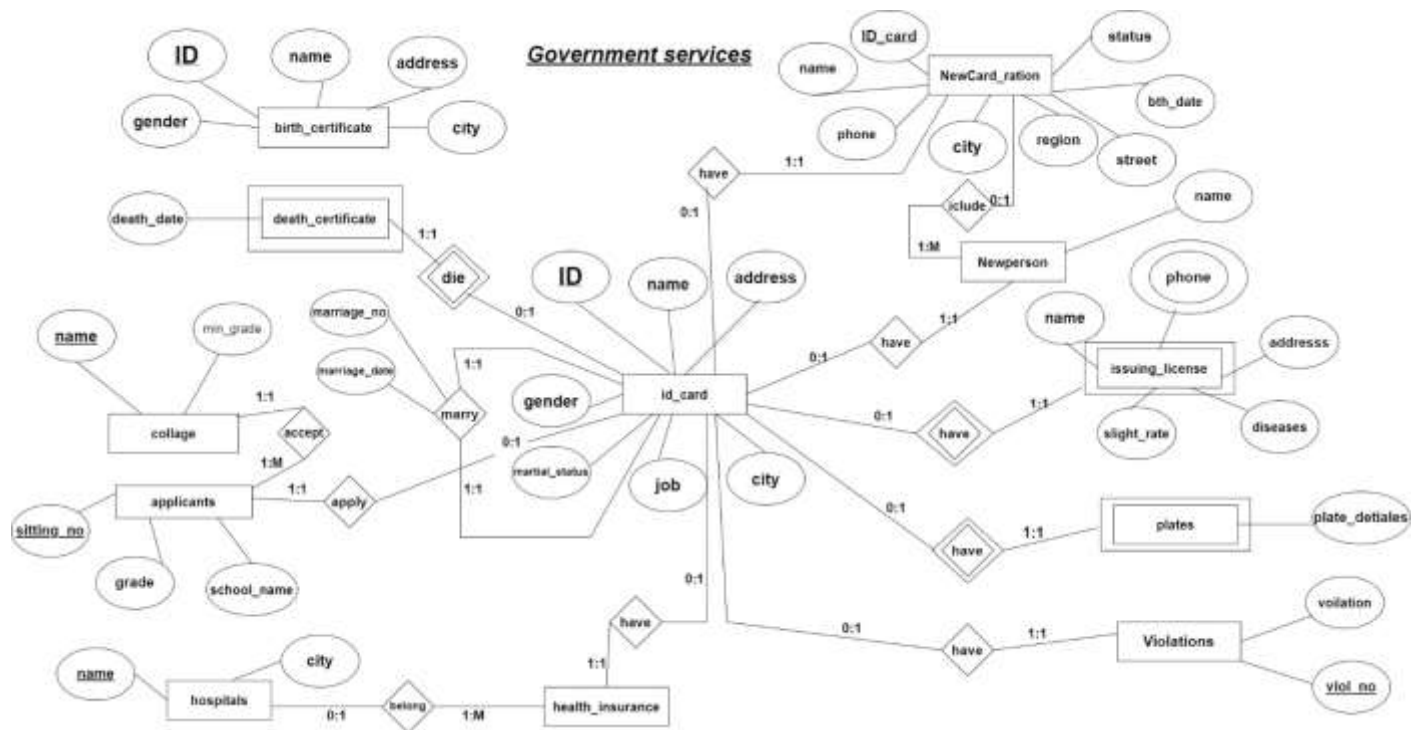 Government services
ID
name
address
gender
birth_certificate
city
ID_card
status
name
NewCard_ration
bth_date
phone
city
region
street
have
1:1
0:1
iclude
0:1
1:M
name
Newperson
death_date
death_certificate
1:1
die
0:1
ID
name
address
phone
name
addresss
issuing_license
slight_rate
diseases
have
0:1
1:1
have
0:1
1:1
marriage_no
marriage_date
1:1
marry
1:1
name
min_grade
1:1
collage
accept
1:M
id_card
gender
martial_status
job
city
applicants
1:1
apply
0:1
sitting_no
grade
school_name
0:1
have
1:1
plates
plate_detiales
0:1
have
1:1
Violations
voilation
viol_no
0:1
have
1:1
name
city
hospitals
0:1
belong
1:M
health_insurance